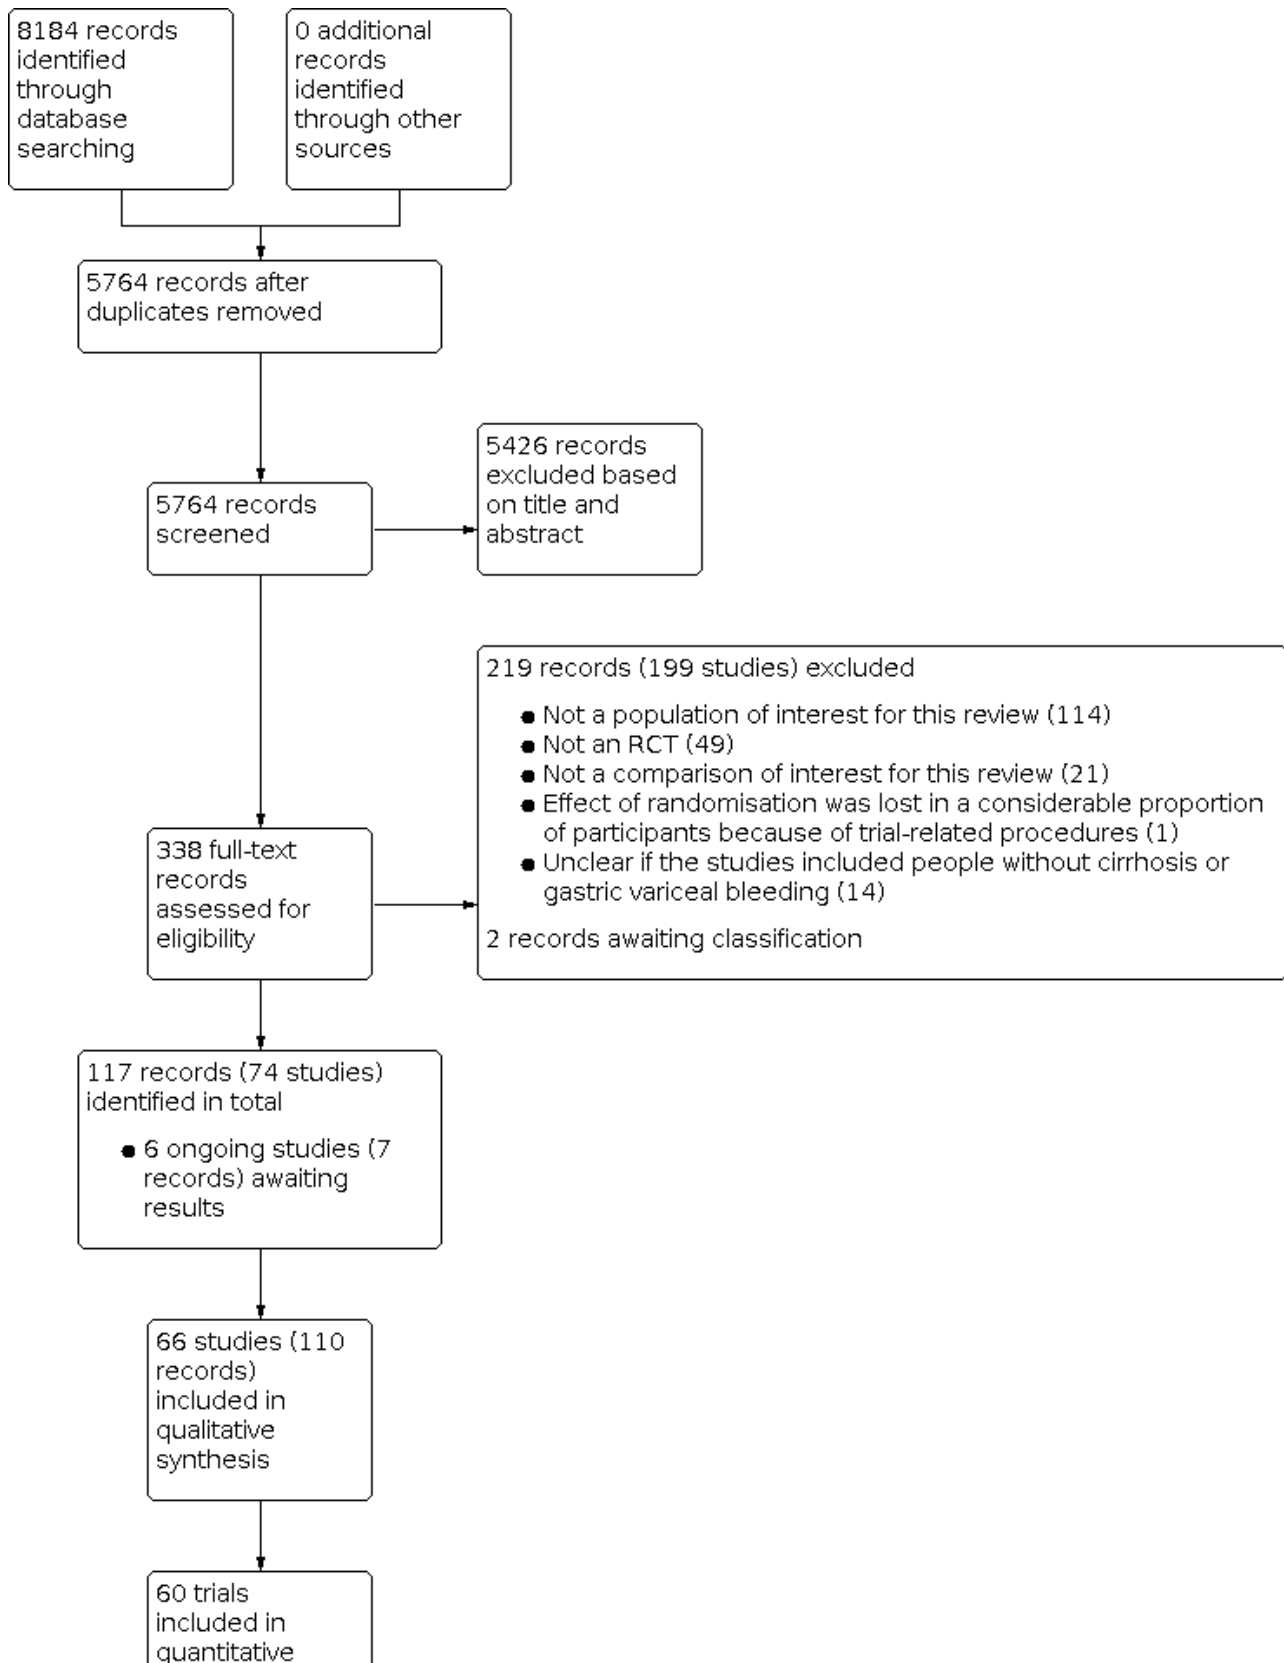 8184 records
identified
through
database
searching
0 additional
records
identified
through other
sources
5764 records after
duplicates removed
5426 records
excluded based
on title and
abstract
5764 records
screened
219 records (199 studies) excluded
● Not a population of interest for this review (114)
● Not an RCT (49)
● Not a comparison of interest for this review (21)
● Effect of randomisation was lost in a considerable proportion
of participants because of trial-related procedures (1)
● Unclear if the studies included people without cirrhosis or
gastric variceal bleeding (14)
2 records awaiting classification
338 full-text
records
assessed for
eligibility
117 records (74 studies)
identified in total
● 6 ongoing studies (7
records) awaiting
results
66 studies (110
records)
included in
qualitative
synthesis
60 trials
included in
quantitative